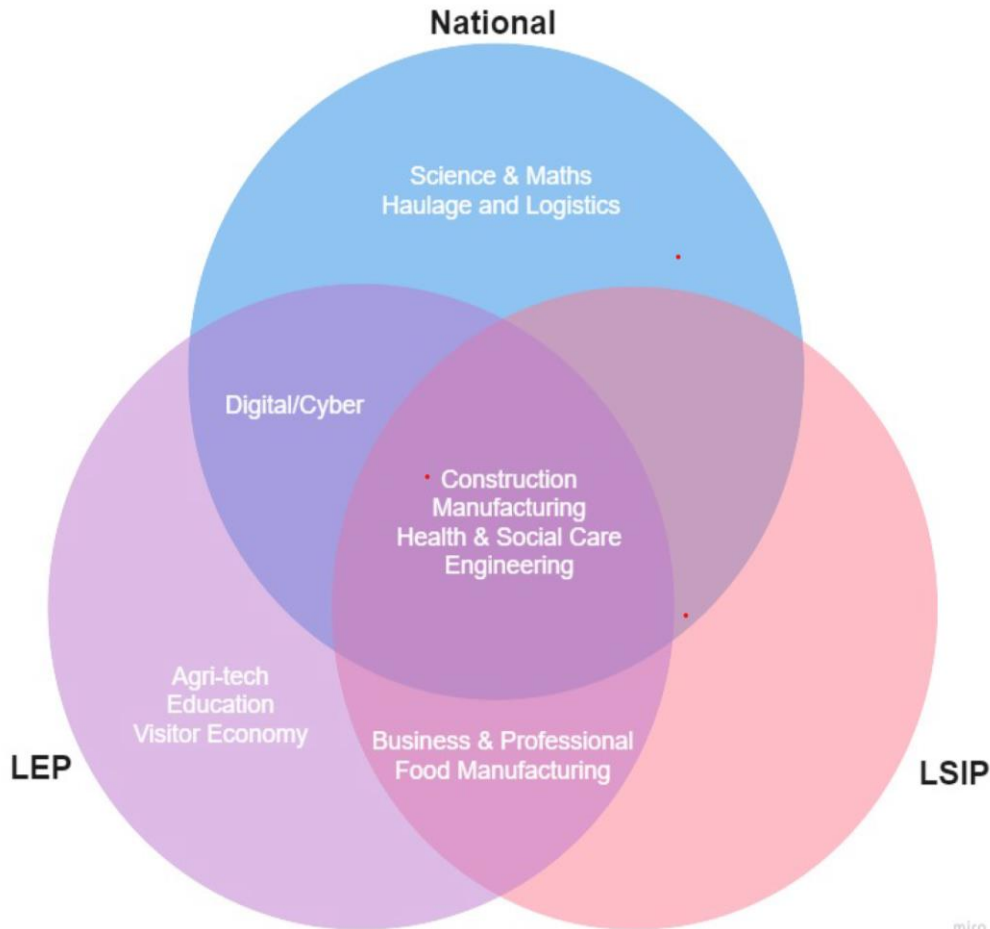 National
Science & Maths
Haulage and Logistics
Digital/Cyber
Construction
Manufacturing
Health & Social Care
Engineering
Agri-tech
Education
Visitor Economy
Business & Professional
Food Manufacturing
LEP
LSIP
miro